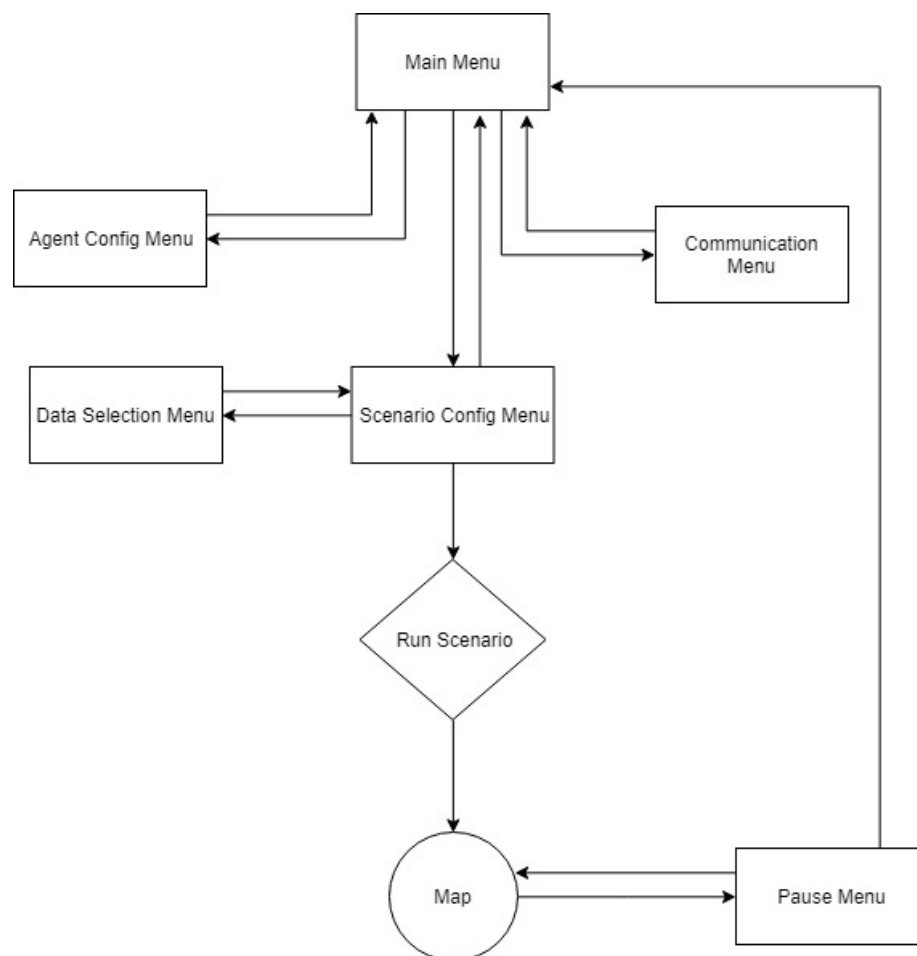 Main Menu
Agent Config Menu
Communication
Menu
Data Selection Menu
Scenario Config Menu
Run Scenario
Map
Pause Menu